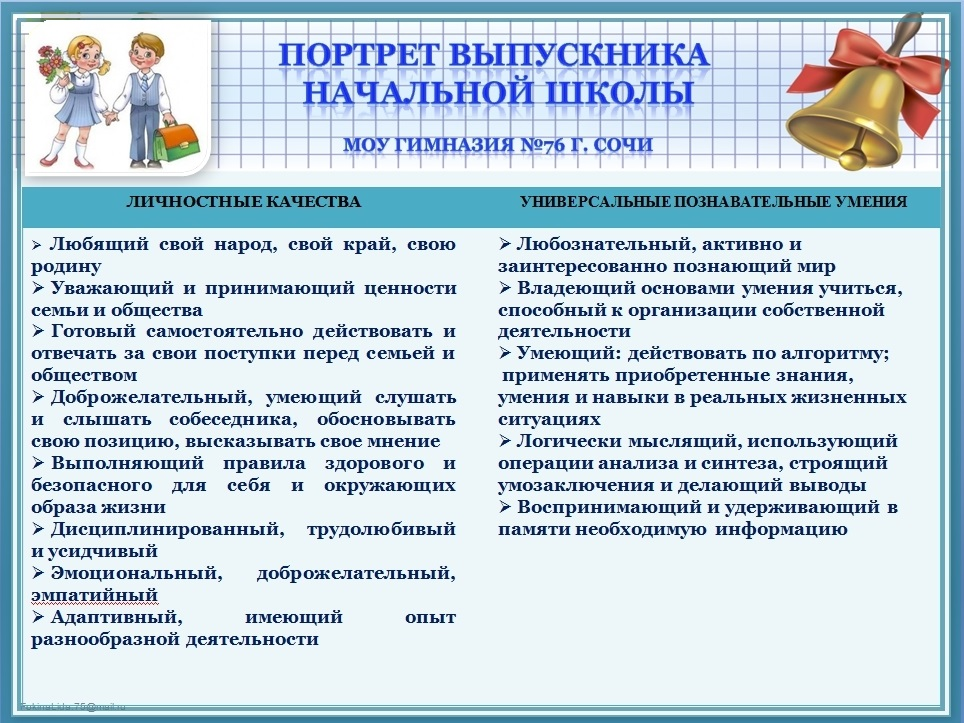 ПОРТРЕТ ВЫПУСКНИКА
НАЧАЛЬНОЙ ШКОЛЫ
МОУ ГИМНАЗИЯ №76 Г. СОЧИ
ЛИЧНОСТНЫЕ КАЧЕСТВА
➢ Любящий свой народ, свой край, свою
родину
➢ Уважающий и принимающий ценности
семьи и общества
➢ Готовый самостоятельно действовать и
отвечать за свои поступки перед семьей и
обществом
➢ Доброжелательный, умеющий слушать
и слышать собеседника, обосновывать
свою позицию, высказывать свое мнение
➢ Выполняющий правила здорового и
безопасного для себя и окружающих
образа жизни
➢ Дисциплинированный, трудолюбивый
и усидчивый
➢ Эмоциональный, доброжелательный,
эмпатийный
➢ Адаптивный, имеющий опыт
разнообразной деятельности
УНИВЕРСАЛЬНЫЕ ПОЗНАВАТЕЛЬНЫЕ УМЕНИЯ
➢ Любознательный, активно и
заинтересованно познающий мир
➢ Владеющий основами умения учиться,
способный к организации собственной
деятельности
➢ Умеющий: действовать по алгоритму;
применять приобретенные знания,
умения и навыки в реальных жизненных
ситуациях
➢ Логически мыслящий, использующий
операции анализа и синтеза, строящий
умозаключения и делающий выводы
➢ Воспринимающий и удерживающий в
памяти необходимую информацию